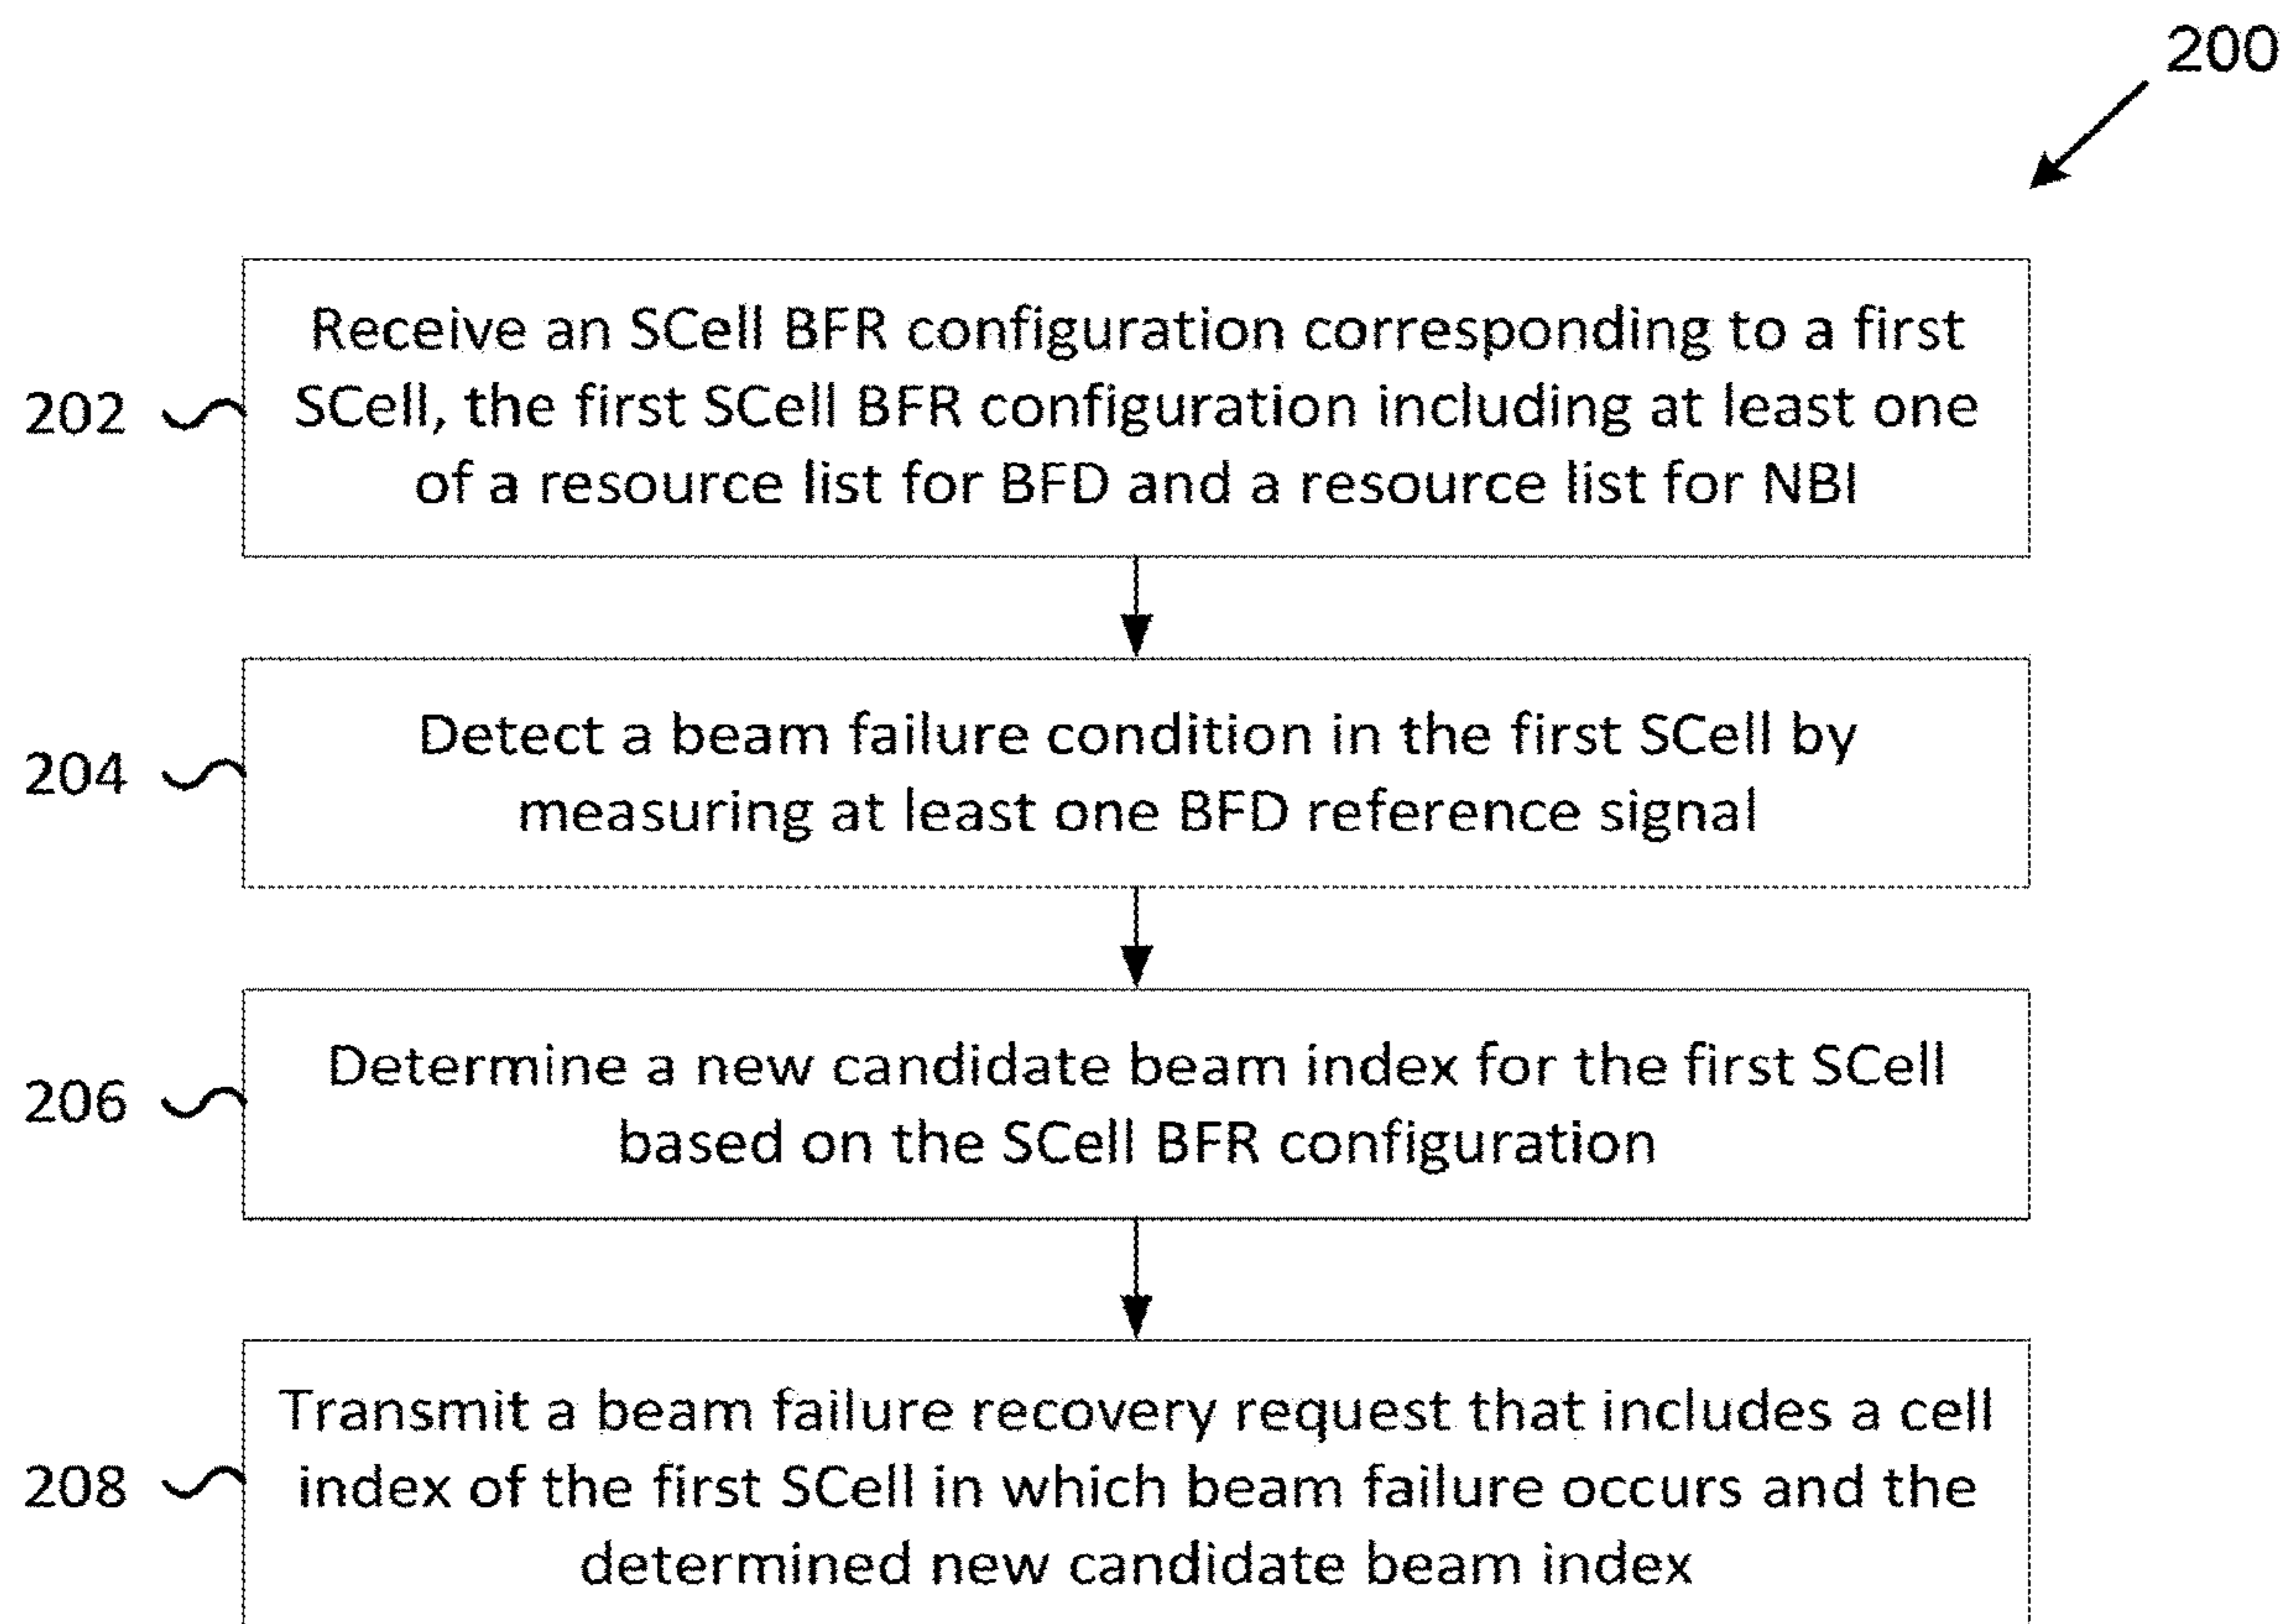 200
202
Receive an SCell BFR configuration corresponding to a first
SCell, the first SCell BFR configuration including at least one
of a resource list for BFD and a resource list for NBI
204
Detect a beam failure condition in the first SCell by
measuring at least one BFD reference signal
206
Determine a new candidate beam index for the first SCell
based on the SCell BFR configuration
208
Transmit a beam failure recovery request that includes a cell
index of the first SCell in which beam failure occurs and the
determined new candidate beam index